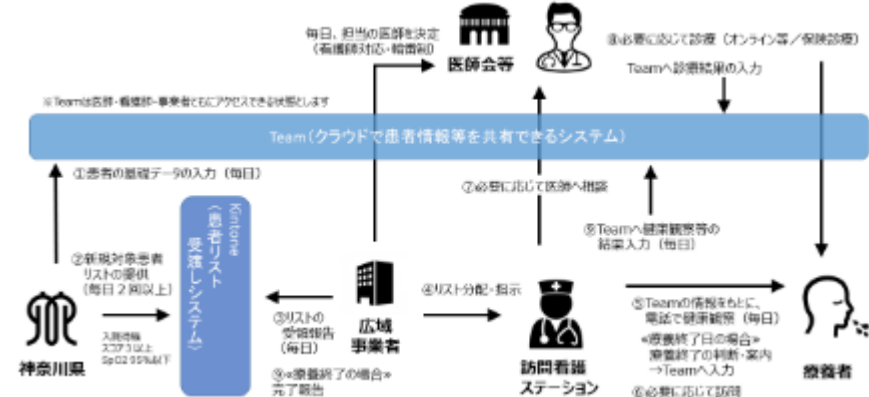 毎日、担当の医師を決定
(看護師対応・輪番制)
医師会等
⑧必要に応じて診療(オンライン等/保険診療)
Teamへ診療結果の入力
※Teamは医師・看護師・事業者ともにアクセスできる状態とします
Team(クラウドで患者情報等を共有できるシステム)
①患者の基礎データの入力(毎日)
⑦必要に応じて医師へ相談
Kintone
(患者リスト
受渡しシステム)
⑧Teamへ健康観察等の
結果入力(毎日)
②新規対象患者
リストの提供
(毎日2回以上)
④リスト分配・指示
③リストの
受領報告
(毎日)
⑤Teamの情報をもとに、
電話で健康観察(毎日)
入院待機
スコア3以上
SpO2 95%以下
広域
事業者
≪療養終了日の場合≫
療養終了の判断・案内
→Teamへ入力
神奈川県
⑨≪療養終了の場合≫
完了報告
訪問看護
ステーション
療養者
⑥必要に応じて訪問